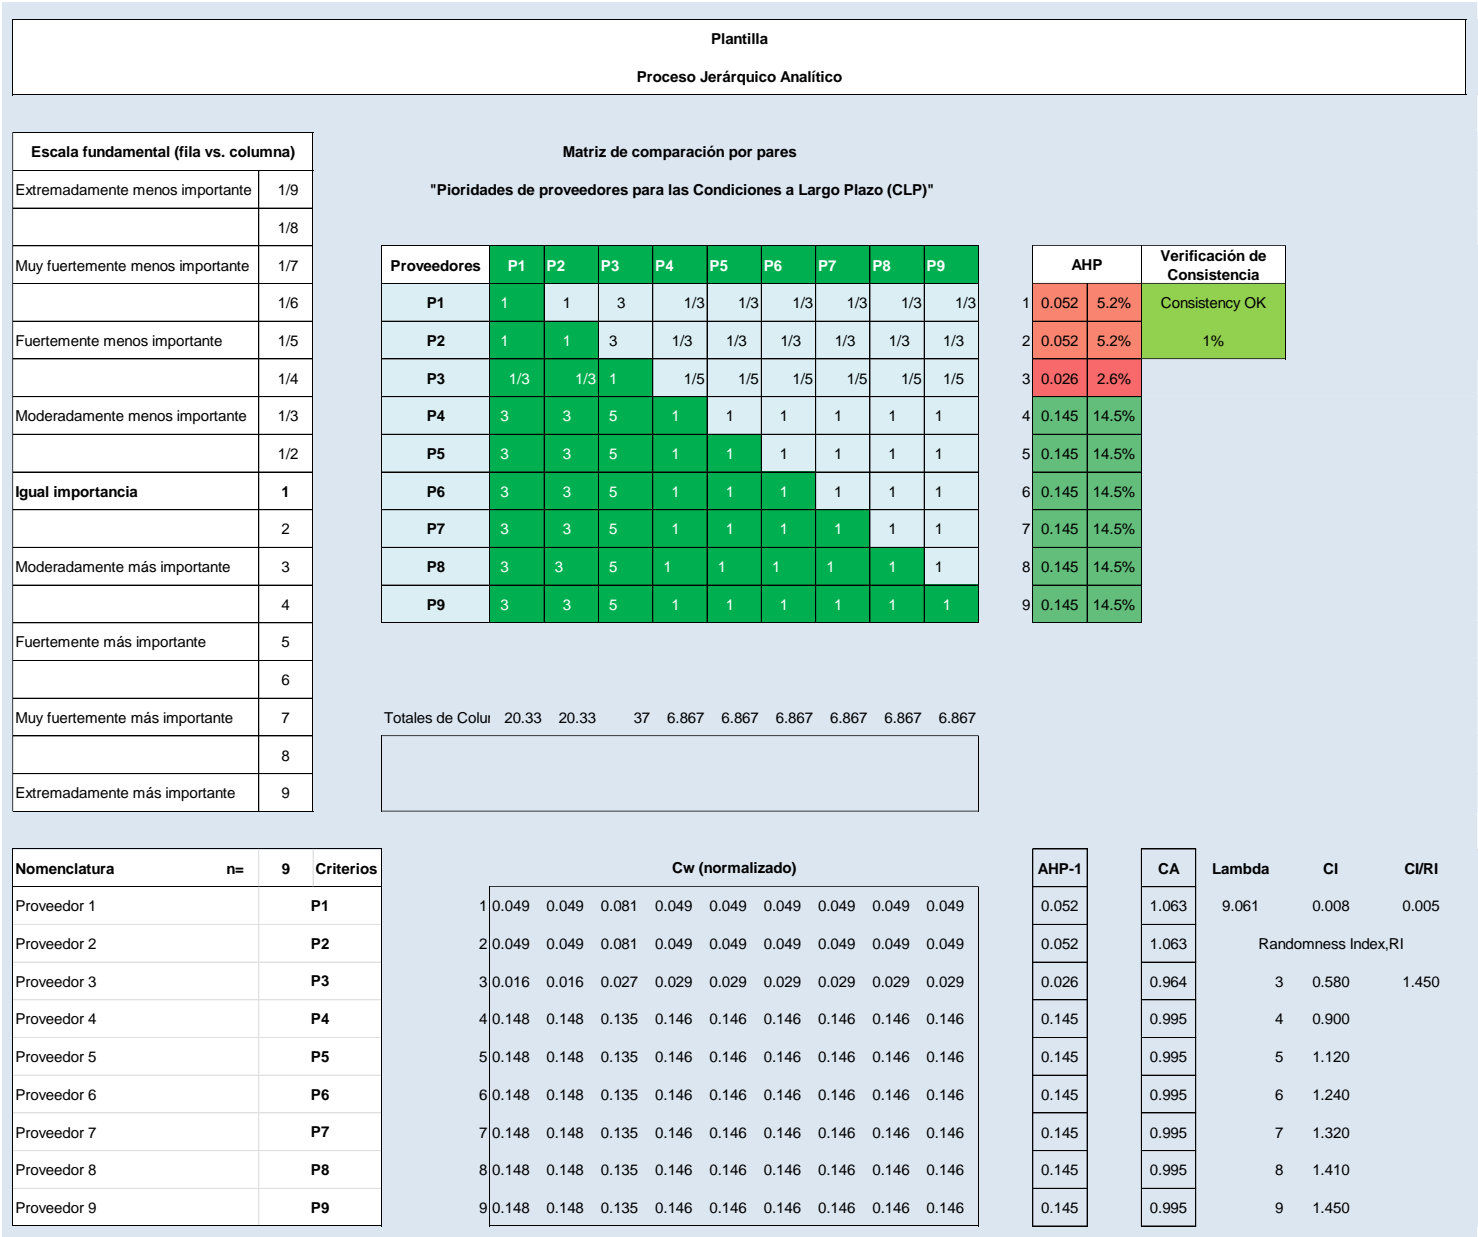 Plantilla
Proceso Jerárquico Analítico
Escala fundamental (fila vs. columna)
Matriz de comparación por pares
Extremadamente menos importante 1/9
"Pioridades de proveedores para las Condiciones a Largo Plazo (CLP)"
1/8
Muy fuertemente menos importante 1/7
Proveedores P1 P2 P3 P4 P5 P6 P7 P8 P9
AHP
Verificación de
Consistencia
1/6
P1 1 1 3 1/3 1/3 1/3 1/3 1/3 1/3
1 0.052 5.2% Consistency OK
Fuertemente menos importante 1/5
P2 1 1 3 1/3 1/3 1/3 1/3 1/3 1/3
2 0.052 5.2% 1%
1/4
P3 1/3 1/3 1 1/5 1/5 1/5 1/5 1/5 1/5
3 0.026 2.6%
Moderadamente menos importante 1/3
P4 3 3 5 1 1 1 1 1 1
4 0.145 14.5%
1/2
P5 3 3 5 1 1 1 1 1 1
5 0.145 14.5%
Igual importancia 1
P6 3 3 5 1 1 1 1 1 1
6 0.145 14.5%
2
P7 3 3 5 1 1 1 1 1 1
7 0.145 14.5%
Moderadamente más importante 3
P8 3 3 5 1 1 1 1 1 1
8 0.145 14.5%
4
P9 3 3 5 1 1 1 1 1 1
9 0.145 14.5%
Fuertemente más importante 5
6
Muy fuertemente más importante 7
Totales de Colu 20.33 20.33 37 6.867 6.867 6.867 6.867 6.867 6.867
8
Extremadamente más importante 9
Nomenclatura n= 9 Criterios
Cw (normalizado)
AHP-1 CA Lambda CI CI/RI
Proveedor 1 P1 1 0.049 0.049 0.081 0.049 0.049 0.049 0.049 0.049 0.049 0.052 1.063 9.061 0.008 0.005
Proveedor 2 P2 2 0.049 0.049 0.081 0.049 0.049 0.049 0.049 0.049 0.049 0.052 1.063 Randomness Index,RI
Proveedor 3 P3 3 0.016 0.016 0.027 0.029 0.029 0.029 0.029 0.029 0.029 0.026 0.964 3 0.580 1.450
Proveedor 4 P4 4 0.148 0.148 0.135 0.146 0.146 0.146 0.146 0.146 0.146 0.145 0.995 4 0.900
Proveedor 5 P5 5 0.148 0.148 0.135 0.146 0.146 0.146 0.146 0.146 0.146 0.145 0.995 5 1.120
Proveedor 6 P6 6 0.148 0.148 0.135 0.146 0.146 0.146 0.146 0.146 0.146 0.145 0.995 6 1.240
Proveedor 7 P7 7 0.148 0.148 0.135 0.146 0.146 0.146 0.146 0.146 0.146 0.145 0.995 7 1.320
Proveedor 8 P8 8 0.148 0.148 0.135 0.146 0.146 0.146 0.146 0.146 0.146 0.145 0.995 8 1.410
Proveedor 9 P9 9 0.148 0.148 0.135 0.146 0.146 0.146 0.146 0.146 0.146 0.145 0.995 9 1.450